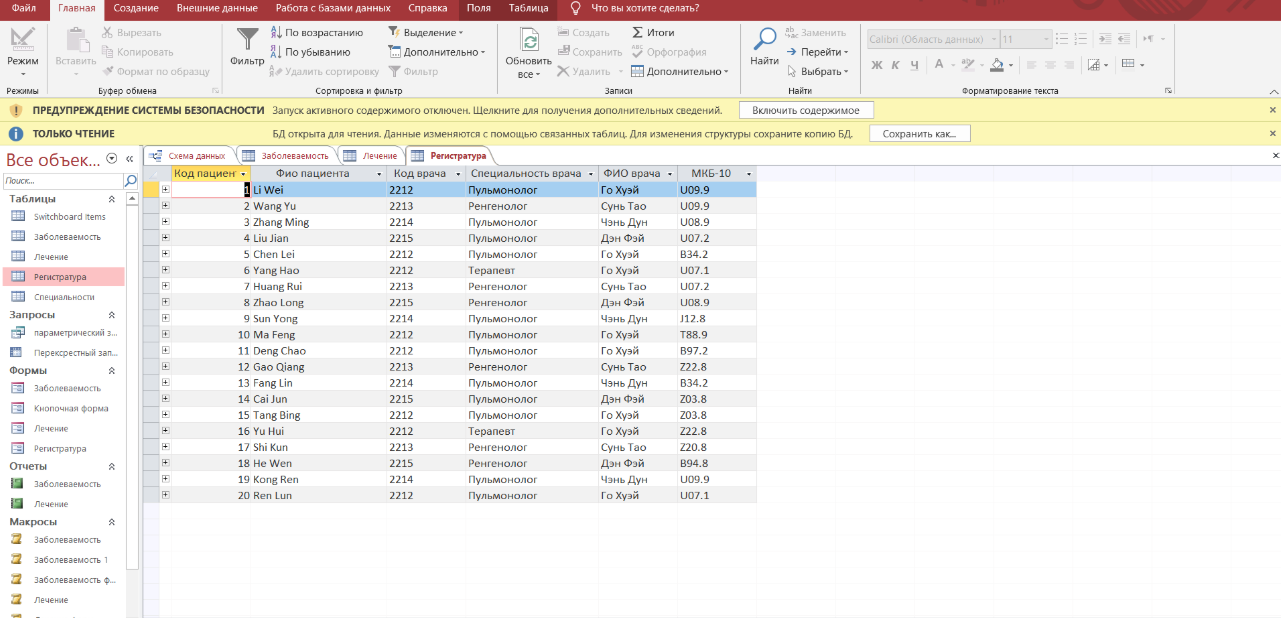 Файл Главная Создание Внешние данные Работа с базами данных Справка Поля Таблица Что вы хотите сделать?
Режим
Режимы
Вставить
Вырезать
Копировать
Формат по образцу
Буфер обмена
Фильтр
По возрастанию
По убыванию
Удалить сортировку
Выделение
Дополнительно
Фильтр
Сортировка и фильтр
Обновить
все
Создать
Сохранить
Удалить
Итоги
Орфография
Дополнительно
Записи
Найти
Заменить
Перейти
Выбрать
Найти
Calibri (Область данных) 11
Ж К Ч А
Форматирование текста
ПРЕДУПРЕЖДЕНИЕ СИСТЕМЫ БЕЗОПАСНОСТИ Запуск активного содержимого отключен. Щелкните для получения дополнительных сведений. Включить содержимое
ТОЛЬКО ЧТЕНИЕ БД открыта для чтения. Данные изменяются с помощью связанных таблиц. Для изменения структуры сохраните копию БД. Сохранить как...
Все объек...
Поиск...
Таблицы
Switchboard Items
Заболеваемость
Лечение
Регистратура
Специальности
Запросы
параметрический з...
Перекрестный зап...
Формы
Заболеваемость
Кнопочная форма
Лечение
Регистратура
Отчеты
Заболеваемость
Лечение
Макросы
Заболеваемость
Заболеваемость 1
Заболеваемость ф...
Лечение
Схема данных Заболеваемость Лечение Регистратура
Код пациент Фио пациента Код врача Специальность врача ФИО врача МКБ-10
1 Li Wei 2212 Пульмонолог Го Хуэй U09.9
2 Wang Yu 2213 Ренгенолог Сунь Тао U09.9
3 Zhang Ming 2214 Пульмонолог Чэнь Дун U08.9
4 Liu Jian 2215 Пульмонолог Дэн Фэй U07.2
5 Chen Lei 2212 Пульмонолог Го Хуэй B34.2
6 Yang Hao 2212 Терапевт Го Хуэй U07.1
7 Huang Rui 2213 Ренгенолог Сунь Тао U07.2
8 Zhao Long 2215 Ренгенолог Дэн Фэй U08.9
9 Sun Yong 2214 Пульмонолог Чэнь Дун J12.8
10 Ma Feng 2212 Пульмонолог Го Хуэй T88.9
11 Deng Chao 2212 Пульмонолог Го Хуэй B97.2
12 Gao Qiang 2213 Ренгенолог Сунь Тао Z22.8
13 Fang Lin 2214 Пульмонолог Чэнь Дун B34.2
14 Cai Jun 2215 Пульмонолог Дэн Фэй Z03.8
15 Tang Bing 2212 Пульмонолог Го Хуэй Z03.8
16 Yu Hui 2212 Терапевт Го Хуэй Z22.8
17 Shi Kun 2213 Ренгенолог Сунь Тао Z20.8
18 He Wen 2215 Ренгенолог Дэн Фэй B94.8
19 Kong Ren 2214 Пульмонолог Чэнь Дун U09.9
20 Ren Lun 2212 Пульмонолог Го Хуэй U07.1